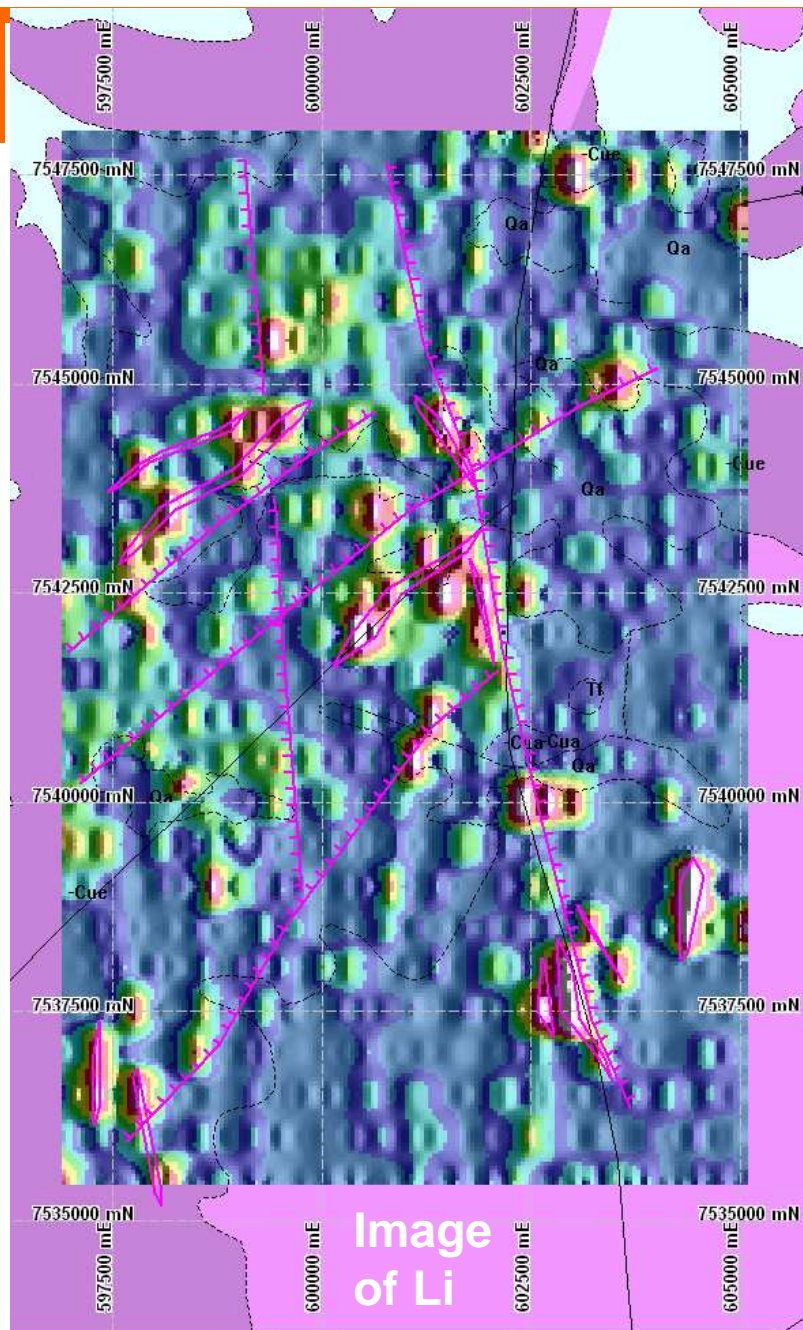 597500 mE
600000 mE
602500 mE
605000 mE
7547500 mN
-Cue
7547500 mN
Qa
Qa
Qa
7545000 mN
7545000 mN
-Cue
Qa
7542500 mN
7542500 mN
Tf
-Cua
-Cua
Qa
7540000 mN
Qa
7540000 mN
-Cue
7537500 mN
7537500 mN
7535000 mN
7535000 mN
597500 mE
600000 mE
602500 mE
605000 mE
Image
of Li